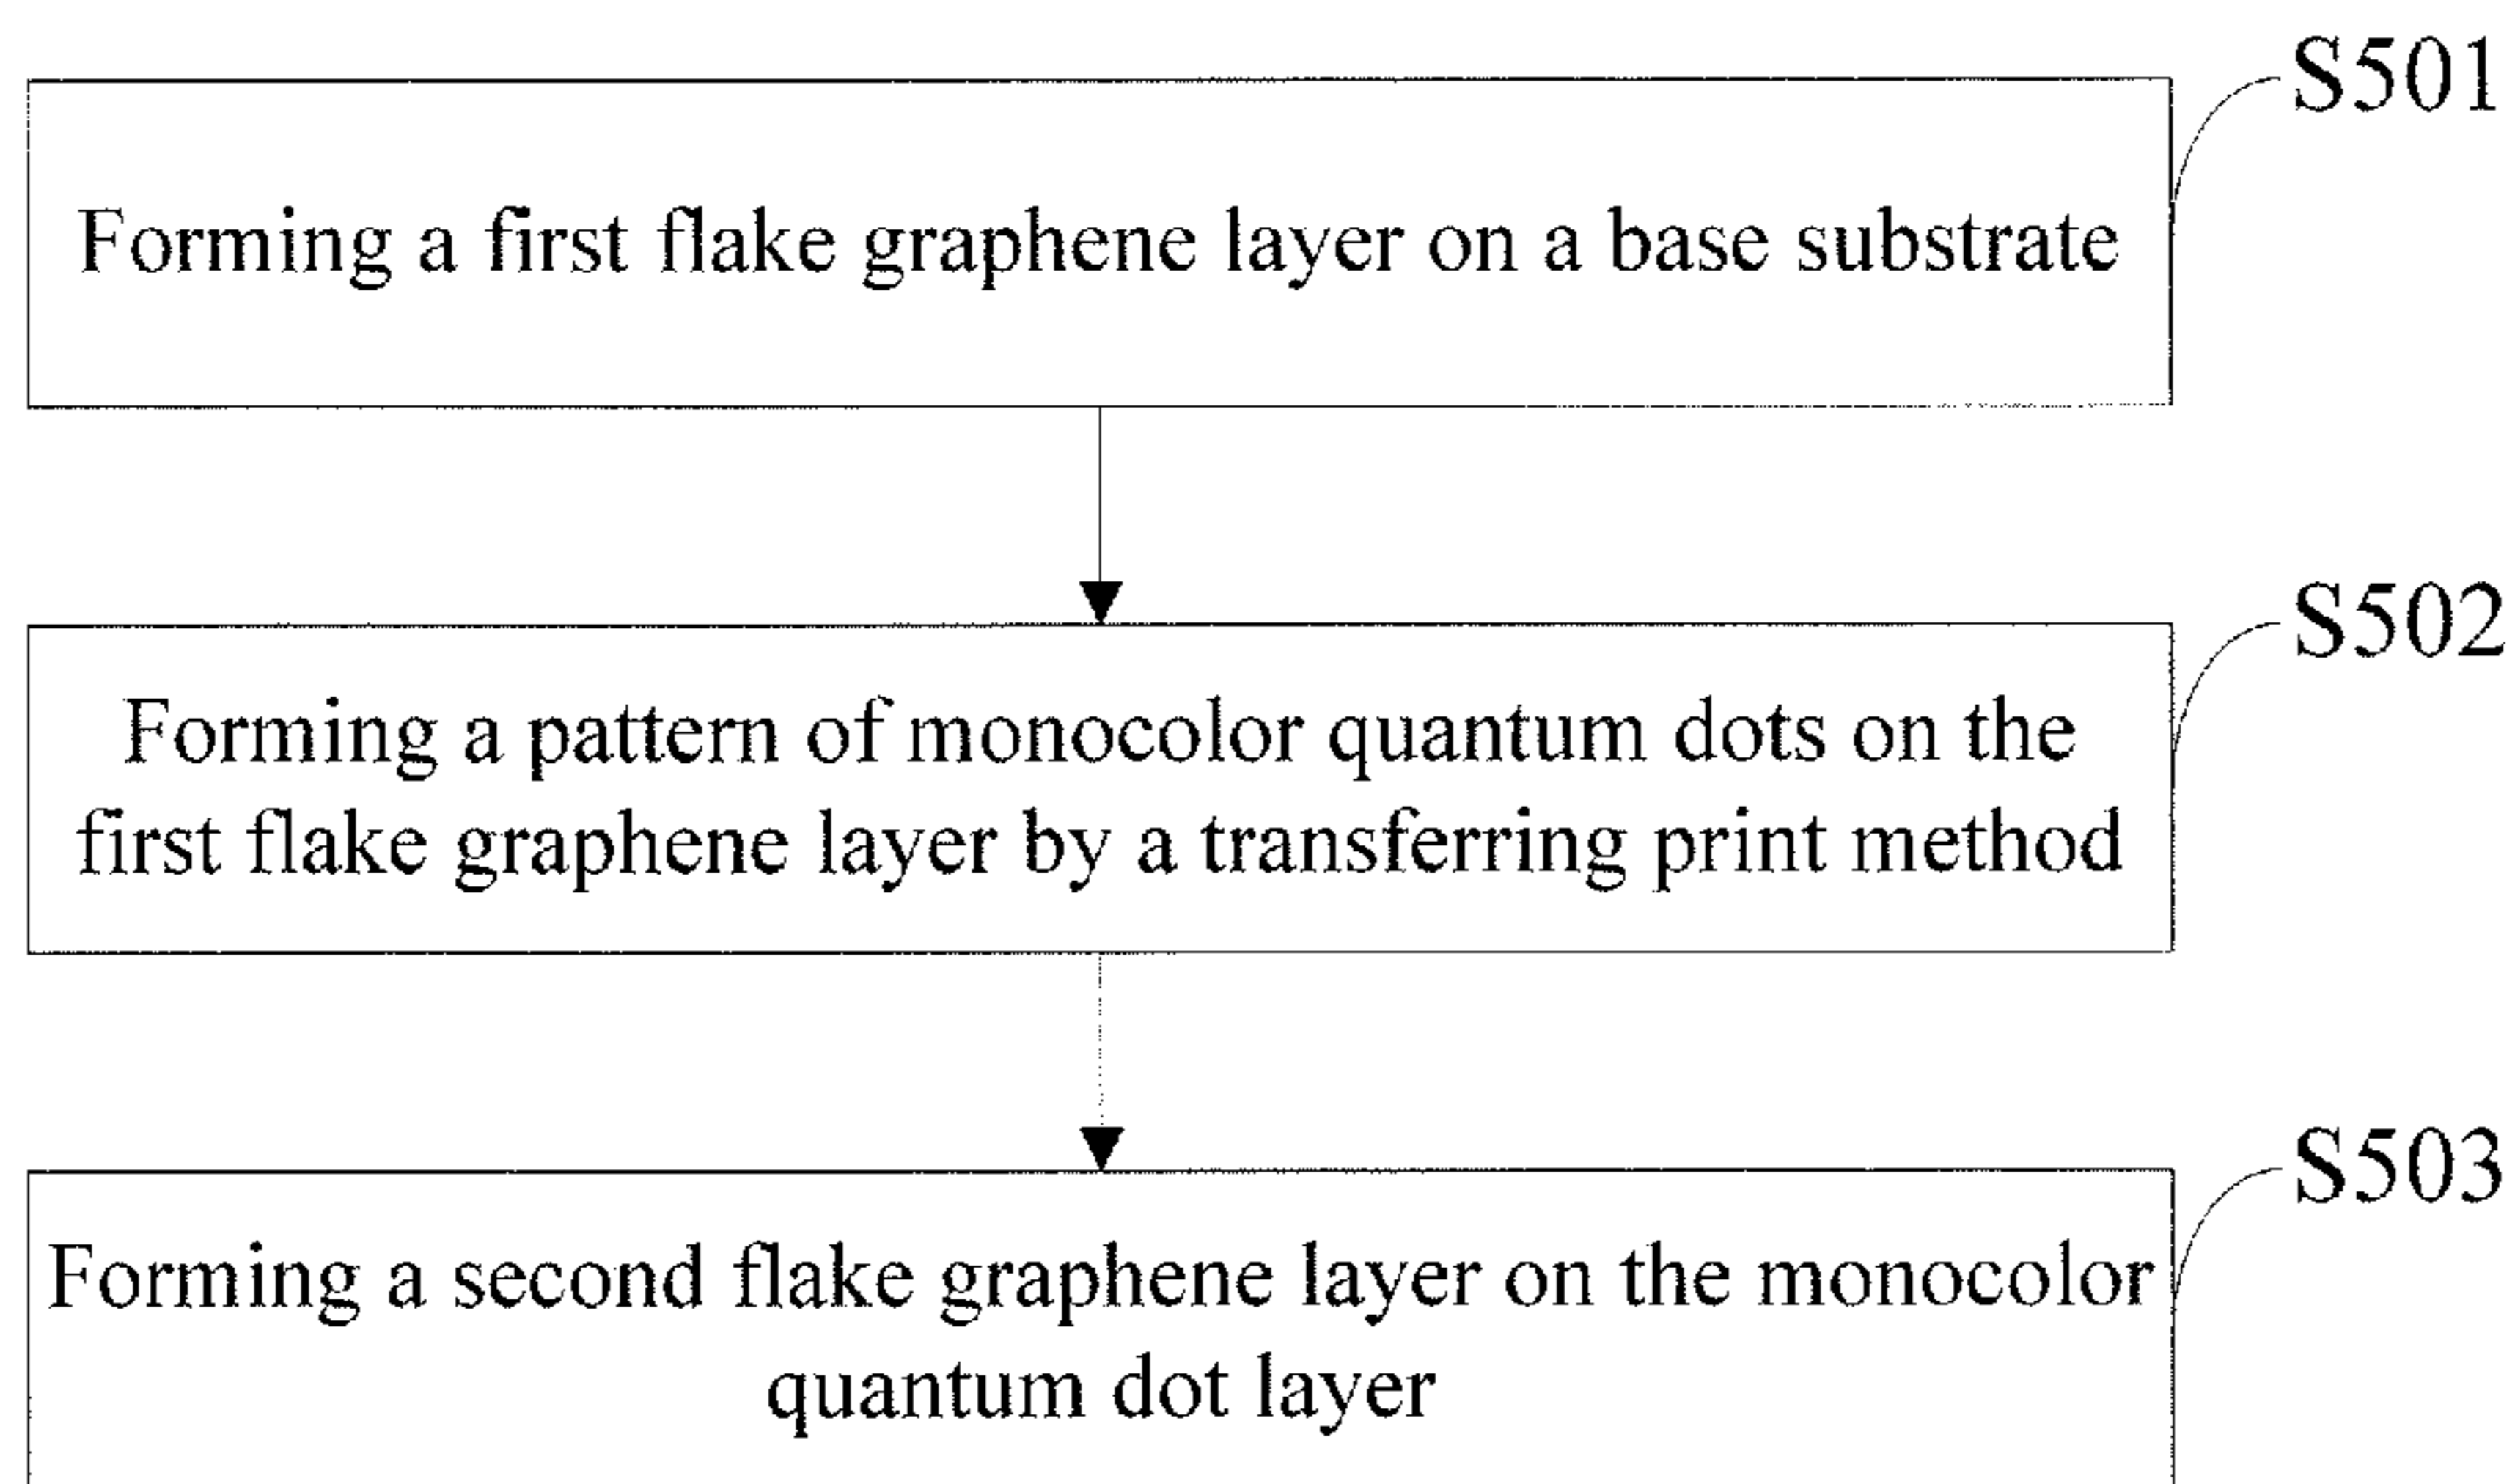 S501
Forming a first flake graphene layer on a base substrate
S502
Forming a pattern of monocolor quantum dots on the
first flake graphene layer by a transferring print method
S503
Forming a second flake graphene layer on the monocolor
quantum dot layer